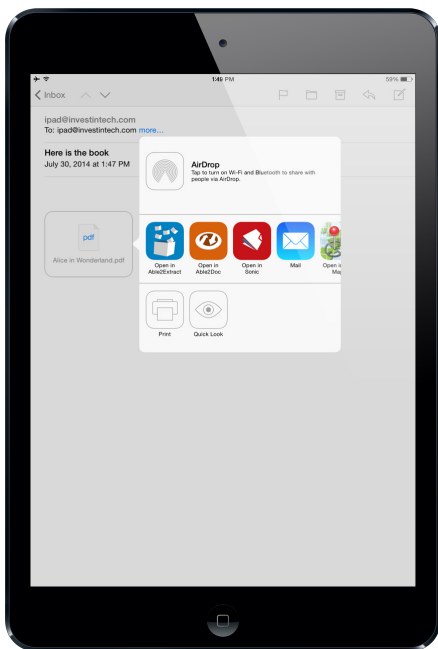 1:49 PM
59%
Inbox
ipad@investintech.com
To: ipad@investintech.com more...
Here is the book
July 30, 2014 at 1:47 PM
pdf
Alice in Wonderland.pdf
AirDrop
Tap to turn on Wi-Fi and Bluetooth to share with
people via AirDrop.
Open in
Able2Extract
Open in
Able2Doc
Open in
Sonic
Mail
Open i
Ma
Print
Quick Look